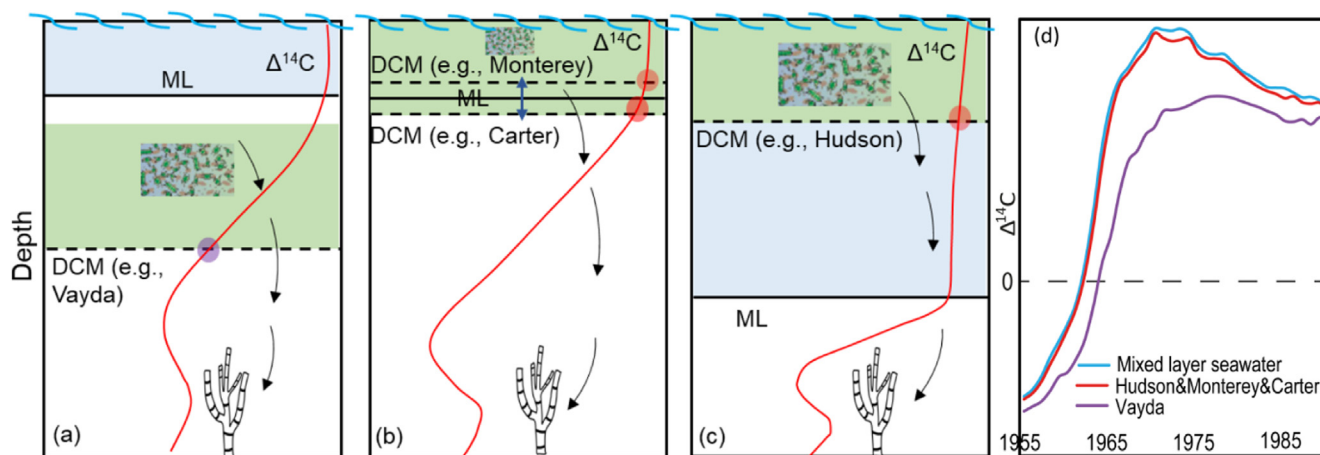 Depth
Δ¹⁴C
ML
DCM (e.g.,
Vayda)
(a)
Δ¹⁴C
DCM (e.g., Monterey)
ML
DCM (e.g., Carter)
(b)
Δ¹⁴C
DCM (e.g., Hudson)
ML
(c)
(d)
Δ¹⁴C
0
Mixed layer seawater
Hudson&Monterey&Carter
Vayda
1955 1965 1975 1985